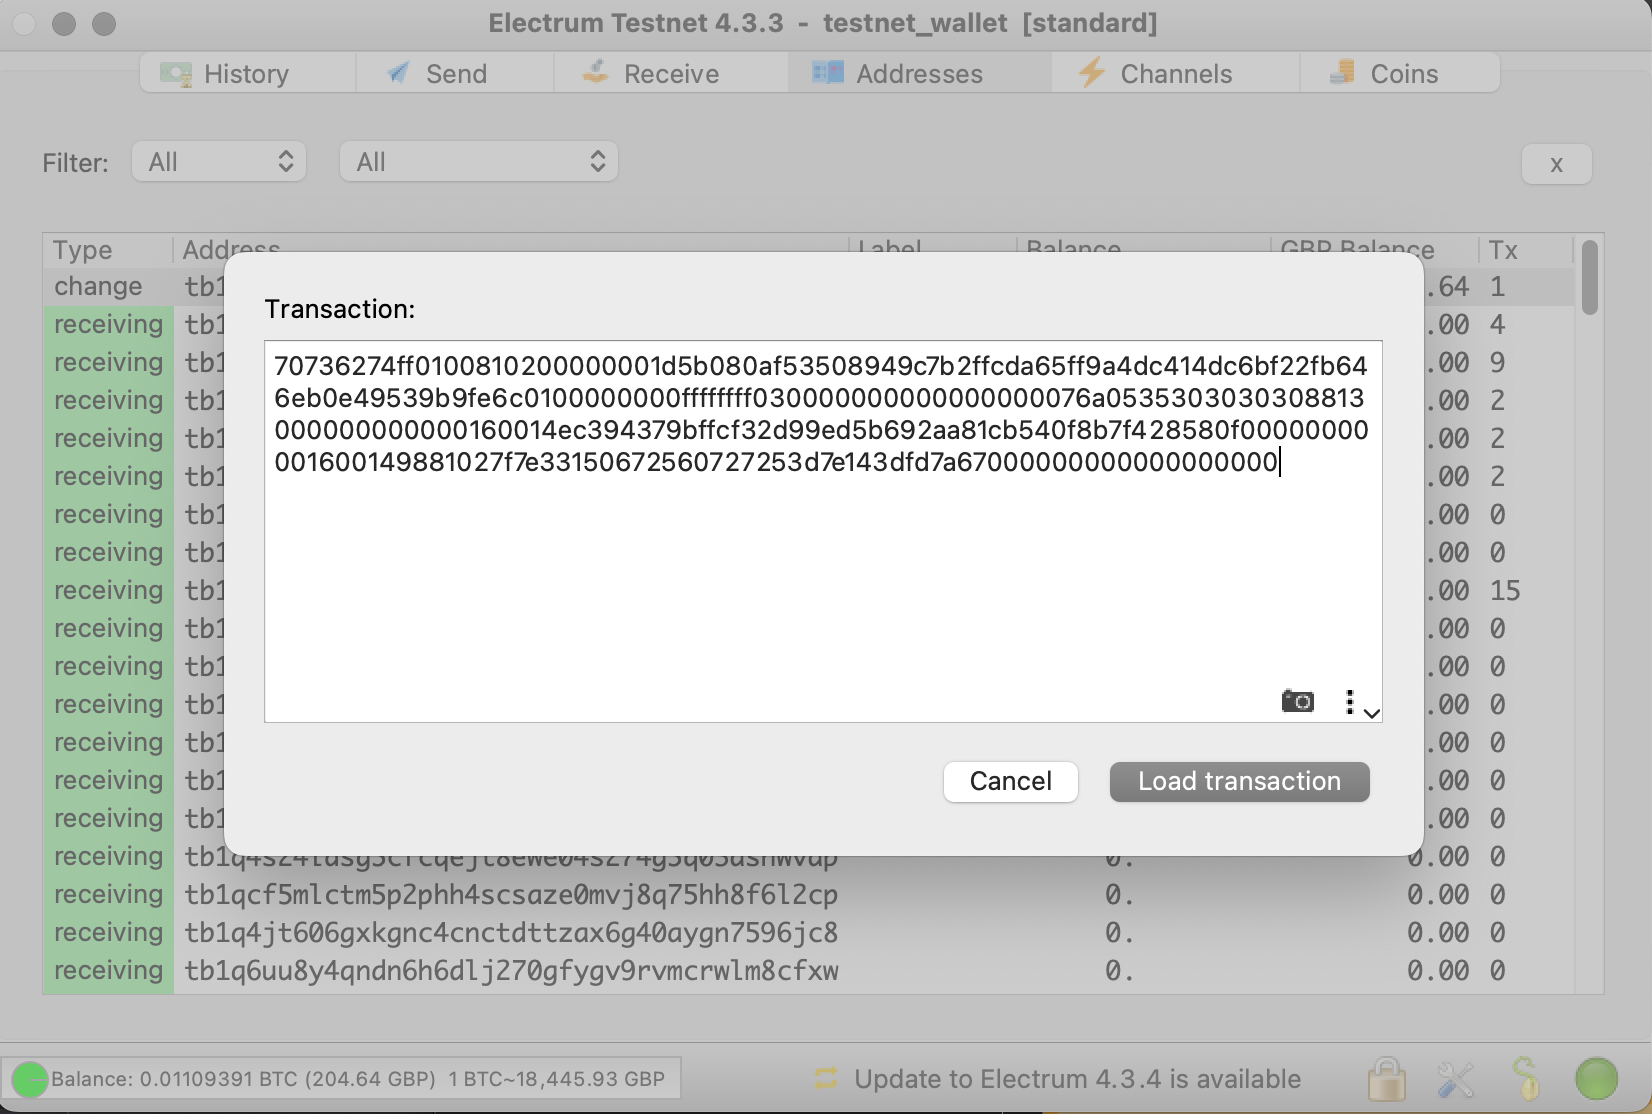 Electrum Testnet 4.3.3 - testnet_wallet [standard]
History Send Receive Addresses Channels Coins
Filter: All All x
Type Address Label Balance GBP Balance Tx
change tb1 .64 1
Transaction:
70736274ff0100810200000001d5b080af53508949c7b2ffcda65ff9a4dc414dc6bf22fb64
6eb0e49539b9fe6c0100000000ffffffff030000000000000000076a0535303030308813
000000000000160014ec394379bffcf32d99ed5b692aa81cb540f8b7f428580f00000000
001600149881027f7e33150672560727253d7e143dfd7a67000000000000000000
Cancel Load transaction
receiving tb1 .00 4
receiving tb1 .00 9
receiving tb1 .00 2
receiving tb1 .00 2
receiving tb1 .00 2
receiving tb1 .00 0
receiving tb1 .00 0
receiving tb1 .00 15
receiving tb1 .00 0
receiving tb1 .00 0
receiving tb1 .00 0
receiving tb1 .00 0
receiving tb1 .00 0
receiving tb1 .00 0
receiving 0. 0.00 0
receiving tb1qcf5mlctm5p2phh4scsaze0mvj8q75hh8f6l2cp 0. 0.00 0
receiving tb1q4jt606gxkgnc4cnctdttzax6g40aygn7596jc8 0. 0.00 0
receiving tb1q6uu8y4qndn6h6dlj270gfygv9rvmcrwlm8cfxw 0. 0.00 0
Balance: 0.01109391 BTC (204.64 GBP) 1 BTC~18,445.93 GBP
Update to Electrum 4.3.4 is available